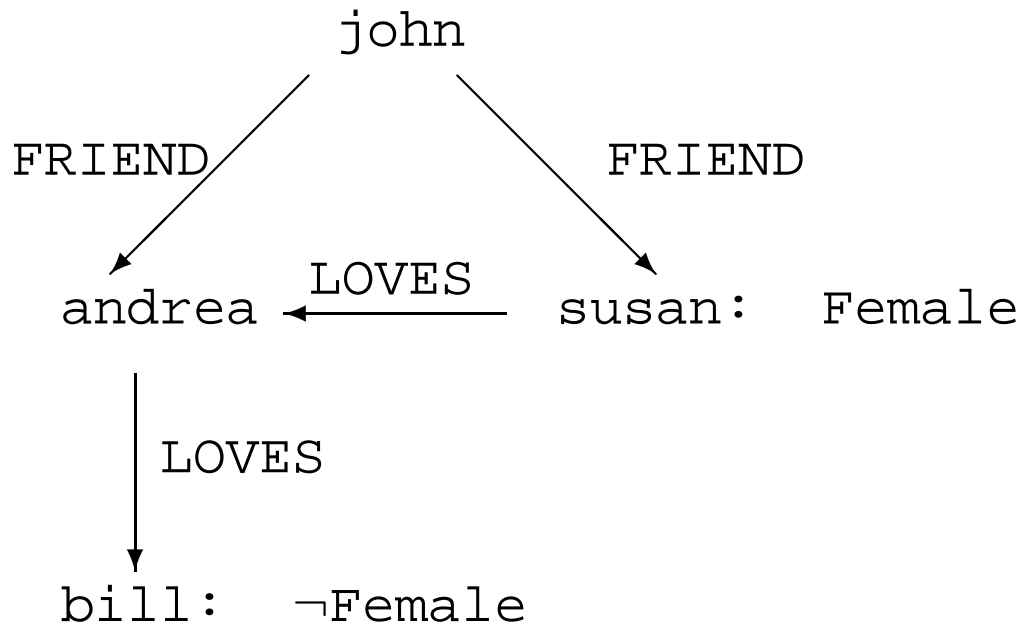 john
FRIEND FRIEND
LOVES
andrea susan: Female
LOVES
bill: ¬Female